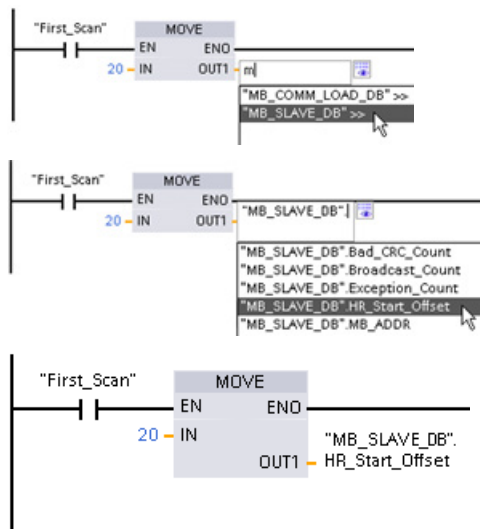 "First_Scan"
MOVE
EN ENO
20 IN OUT1 m
"MB_COMM_LOAD_DB" >>
"MB_SLAVE_DB" >>
"First_Scan"
MOVE
EN ENO
20 IN OUT1 "MB_SLAVE_DB".
"MB_SLAVE_DB".Bad_CRC_Count
"MB_SLAVE_DB".Broadcast_Count
"MB_SLAVE_DB".Exception_Count
"MB_SLAVE_DB".HR_Start_Offset
"MB_SLAVE_DB".MB_ADDR
"First_Scan"
MOVE
EN ENO
20 IN
"MB_SLAVE_DB".
OUT1 HR_Start_Offset